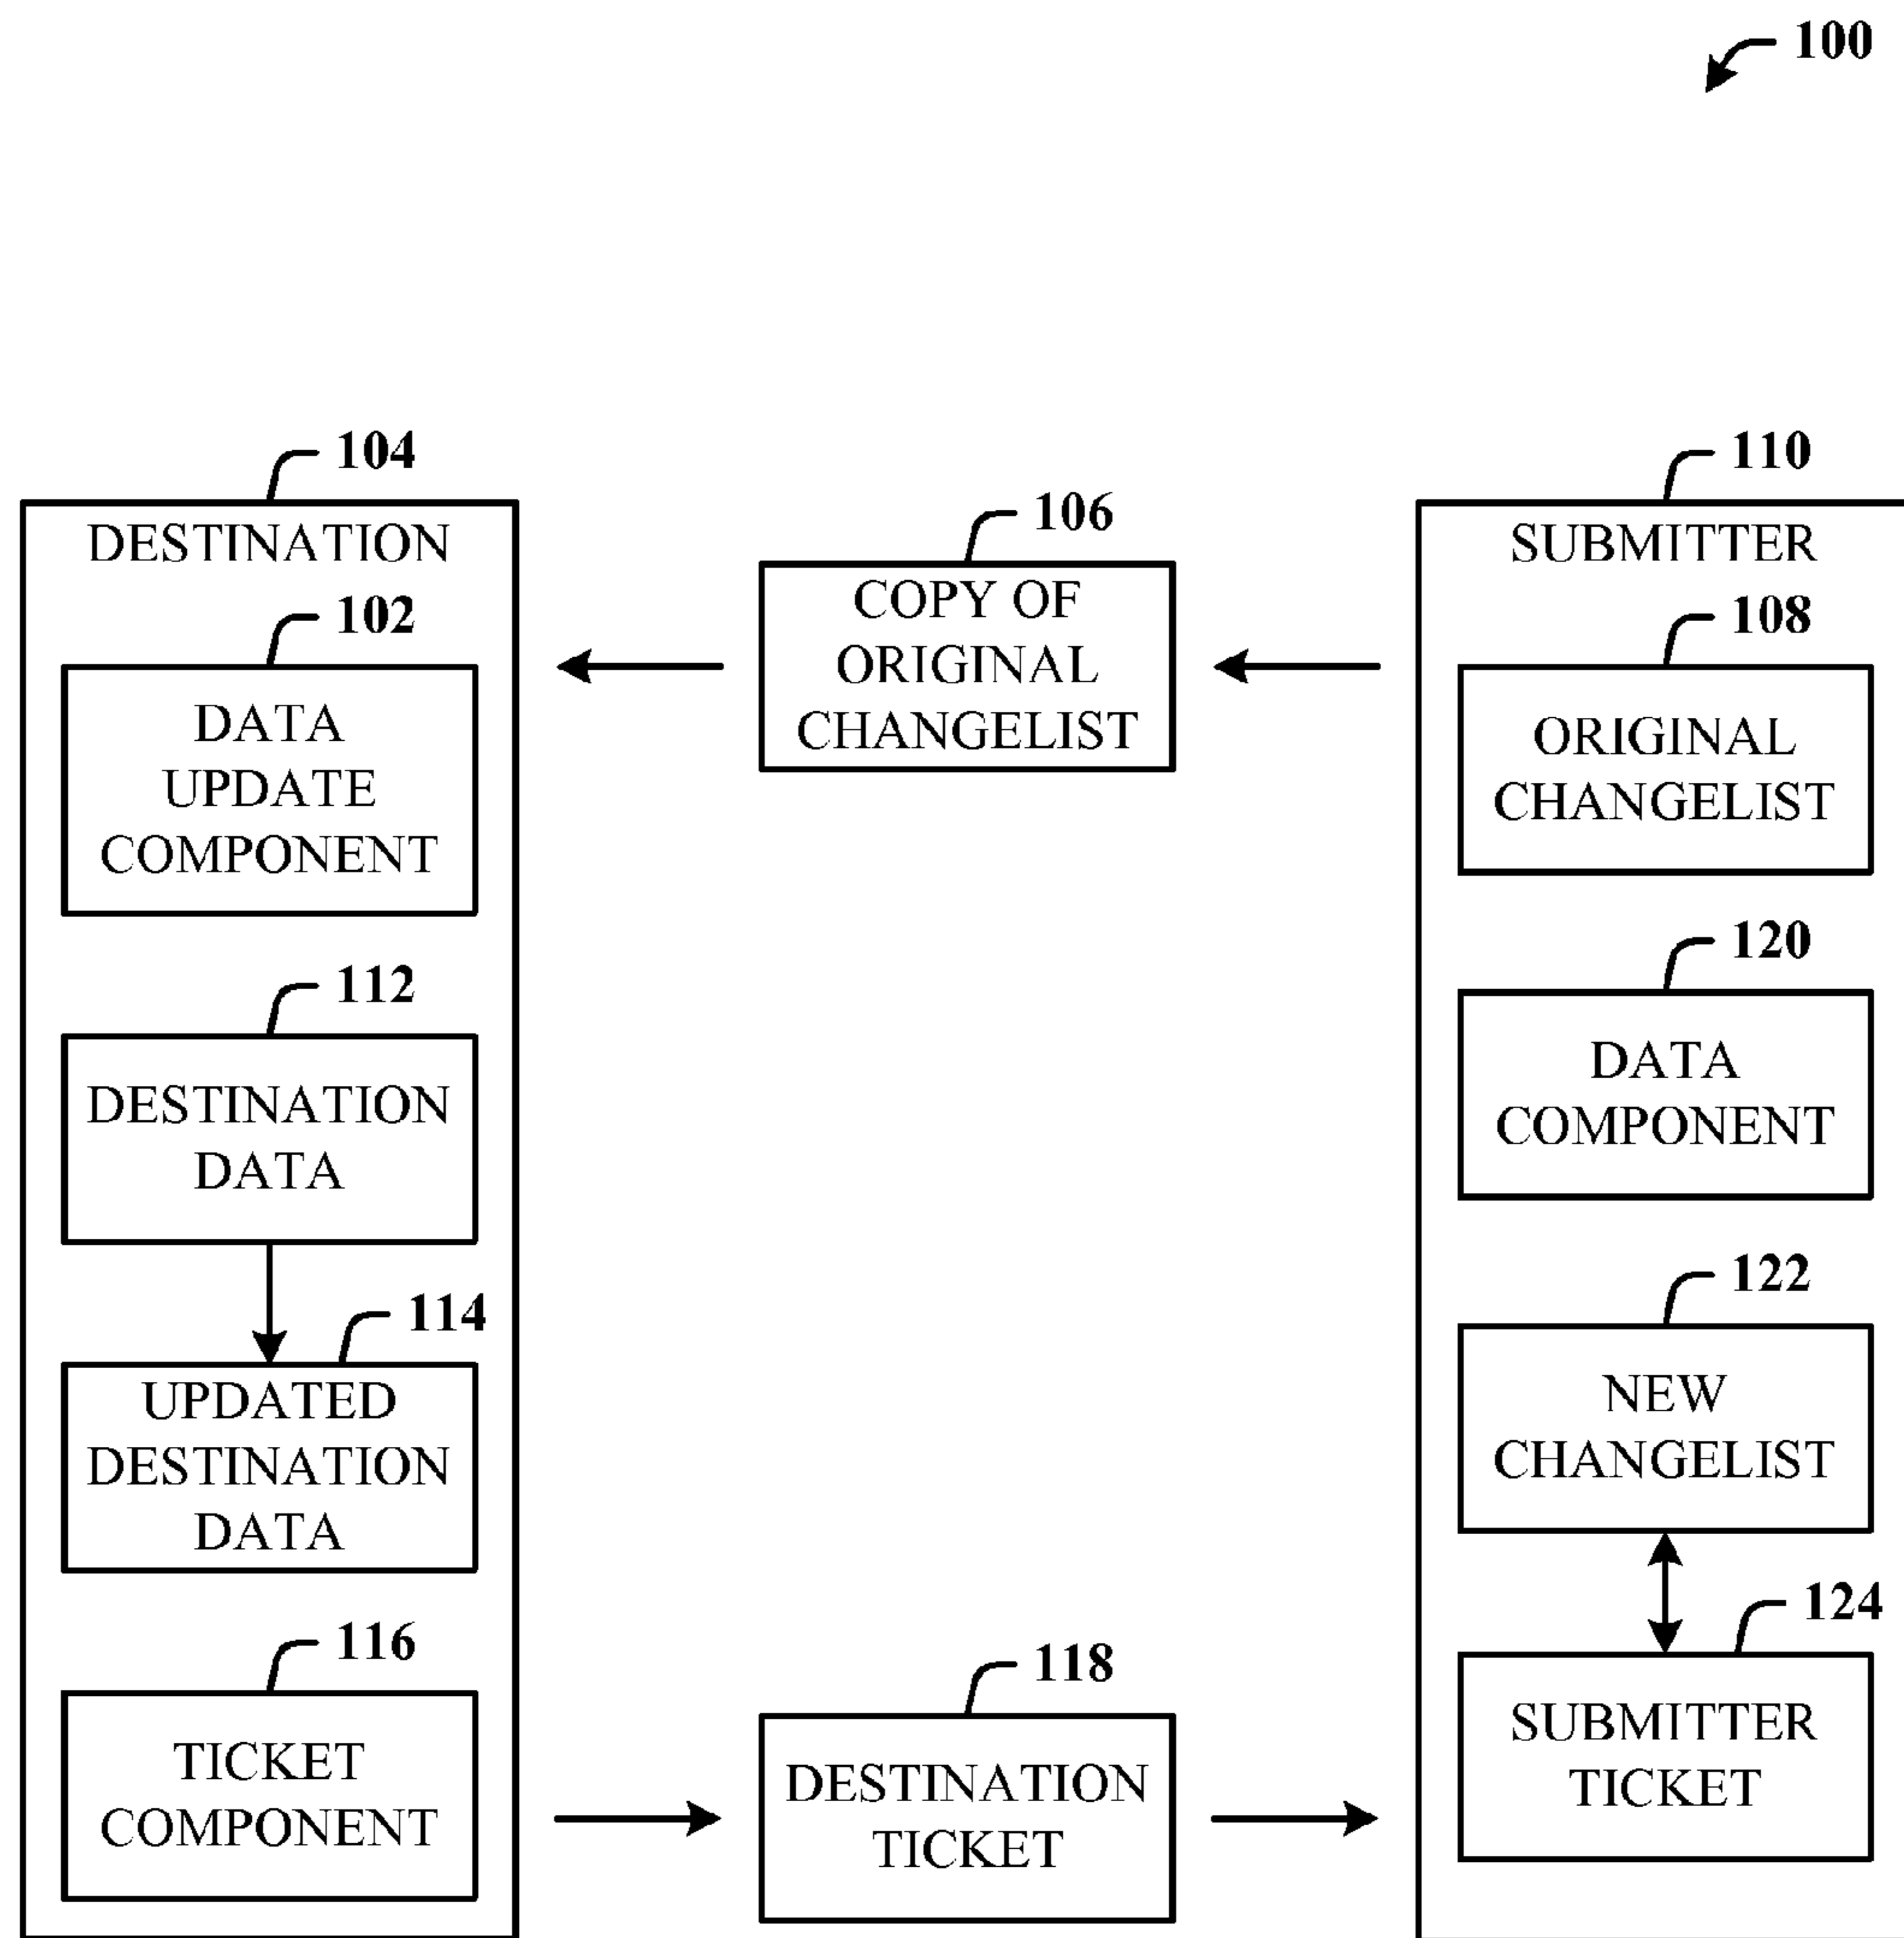 100
104
DESTINATION
102
DATA
UPDATE
COMPONENT
112
DESTINATION
DATA
114
UPDATED
DESTINATION
DATA
116
TICKET
COMPONENT
106
COPY OF
ORIGINAL
CHANGELIST
118
DESTINATION
TICKET
110
SUBMITTER
108
ORIGINAL
CHANGELIST
120
DATA
COMPONENT
122
NEW
CHANGELIST
124
SUBMITTER
TICKET